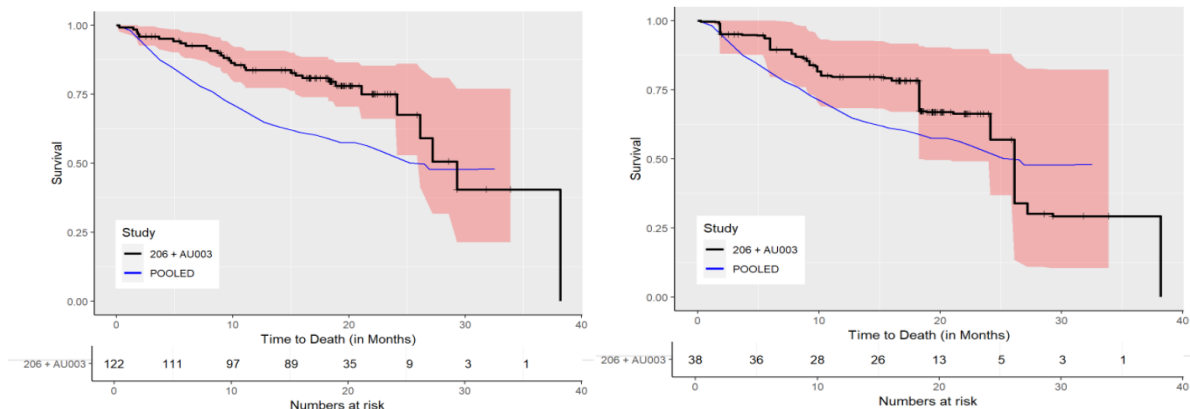 1.00
0.75
0.50
0.25
0.00
Survival
Study
206 + AU003
POOLED
0 10 20 30 40
Time to Death (in Months)
206 + AU003 122 111 97 89 35 9 3 1
0 10 20 30 40
Numbers at risk
1.00
0.75
0.50
0.25
0.00
Survival
Study
206 + AU003
POOLED
0 10 20 30 40
Time to Death (in Months)
206 + AU003 38 36 28 26 13 5 3 1
0 10 20 30 40
Numbers at risk